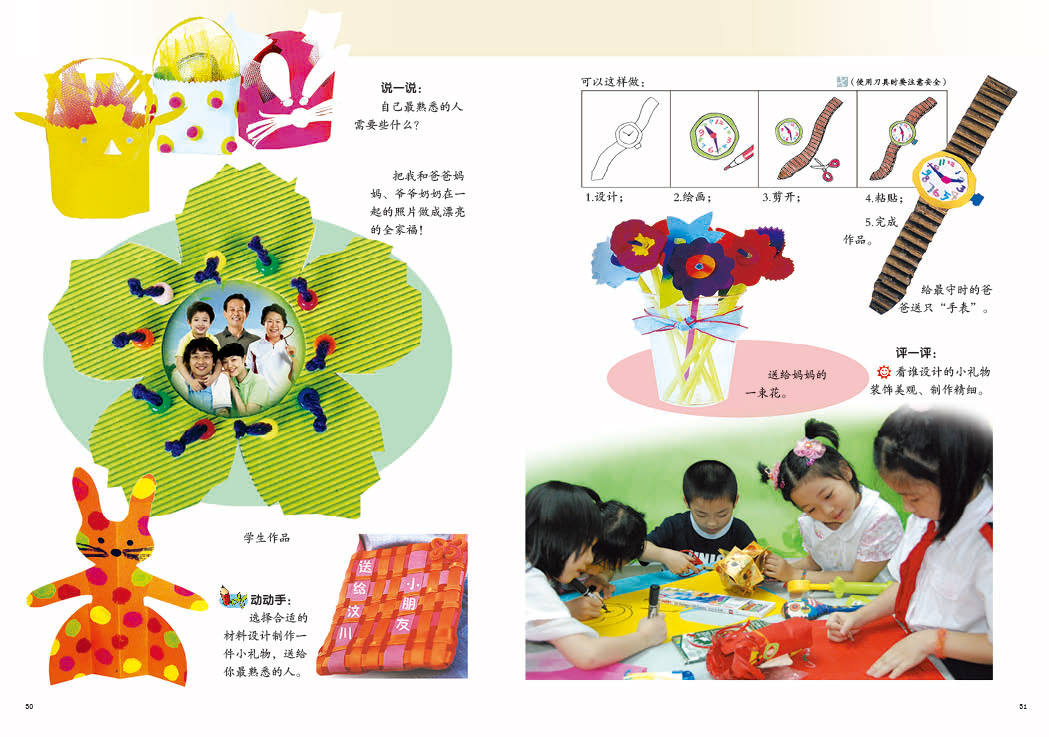 说一说：
自己最熟悉的人
需要些什么？
把我和爸爸妈
妈、爷爷奶奶在一
起的照片做成漂亮
的全家福！
学生作品
动动手：
选择合适的
材料设计制作一
件小礼物，送给
你最熟悉的人。
送给汶川
小朋友
30
可以这样做：
（使用刀具时要注意安全）
1.设计；
2.绘画；
3.剪开；
4.粘贴；
5.完成
作品。
给最守时的爸
爸送只“手表”。
送给妈妈的
一束花。
评一评：
看谁设计的小礼物
装饰美观、制作精细。
31